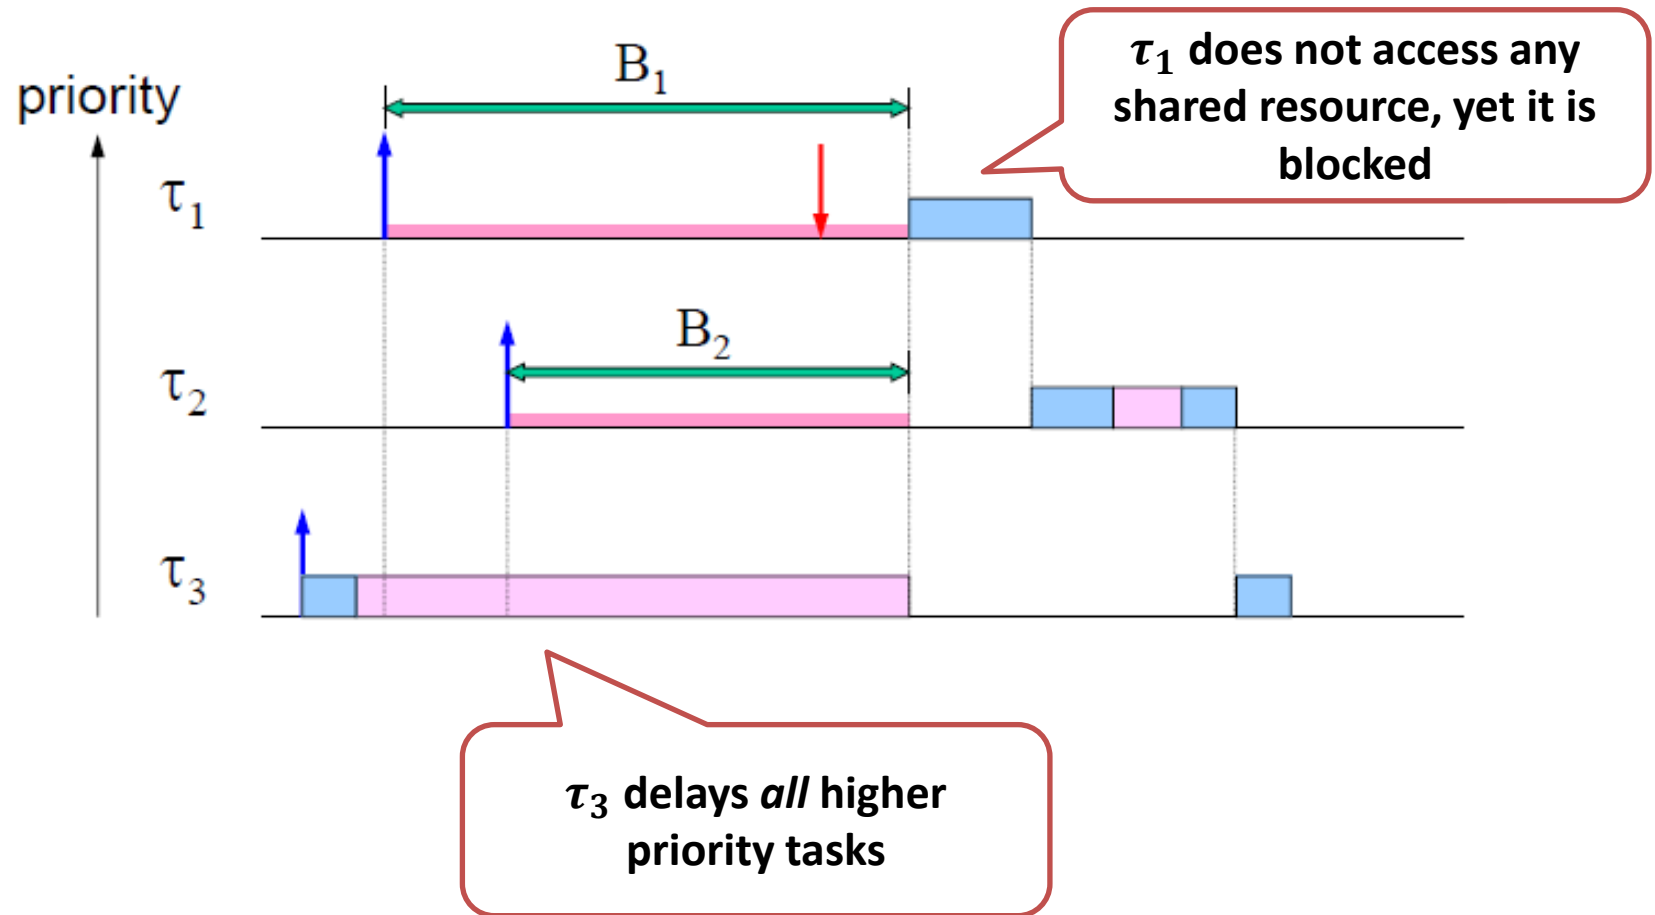 B₁
τ₁ does not access any
shared resource, yet it is
blocked
priority
τ₁
B₂
τ₂
τ₃
τ₃ delays all higher
priority tasks